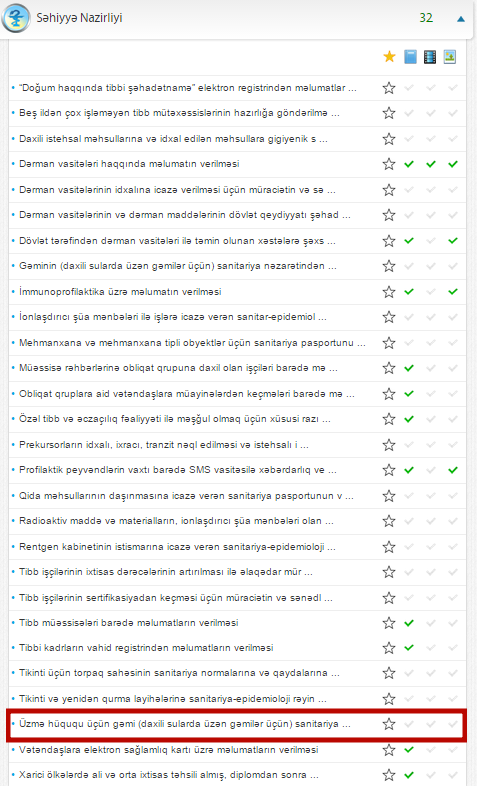 Səhiyyə Nazirliyi 32
“Doğum haqqında tibbi şəhadətnamə” elektron registrindən məlumatlar ...
Beş ildən çox işləməyən tibb mütəxəssislərinin hazırlığa göndərilmə ...
Daxili istehsal məhsullarına və idxal edilən məhsullara gigiyenik s ...
Dərman vasitələri haqqında məlumatın verilməsi
Dərman vasitələrinin idxalına icazə verilməsi üçün müraciətin və sə ...
Dərman vasitələrinin və dərman maddələrinin dövlət qeydiyyatı şəhad ...
Dövlət tərəfindən dərman vasitələri ilə təmin olunan xəstələrə şəxs ...
Gəminin (daxili sularda üzən gəmilər üçün) sanitariya nəzarətindən ...
İmmunoprofilaktika üzrə məlumatın verilməsi
İonlaşdırıcı şüa mənbələri ilə işlərə icazə verən sanitar-epidemiol ...
Mehmanxana və mehmanxana tipli obyektlər üçün sanitariya pasportunu ...
Müəssisə rəhbərlərinə obliqat qrupuna daxil olan işçiləri barədə mə ...
Obliqat qruplara aid vətəndaşlara müayinələrdən keçmələri barədə mə ...
Özəl tibb və əczaçılıq fəaliyyəti ilə məşğul olmaq üçün xüsusi razı ...
Prekursorların idxalı, ixracı, tranzit nəql edilməsi və istehsalı i ...
Profilaktik peyvəndlərin vaxtı barədə SMS vasitəsilə xəbərdarlıq ve ...
Qida məhsullarının daşınmasına icazə verən sanitariya pasportunun v ...
Radioaktiv maddə və materialların, ionlaşdırıcı şüa mənbələri olan ...
Rentgen kabinetinin istismarına icazə verən sanitariya-epidemioloji ...
Tibb işçilərinin ixtisas dərəcələrinin artırılması ilə əlaqədar mür ...
Tibb işçilərinin sertifikasiyadan keçməsi üçün müraciətin və sənədl ...
Tibb müəssisələri barədə məlumatların verilməsi
Tibbi kadrların vahid registrindən məlumatların verilməsi
Tikinti üçün torpaq sahəsinin sanitariya normalarına və qaydalarına ...
Tikinti və yenidən qurma layihələrinə sanitariya-epidemioloji rəyin ...
Üzmə hüququ üçün gəmi (daxili sularda üzən gəmilər üçün) sanitariya ...
Vətəndaşlara elektron sağlamlıq kartı üzrə məlumatların verilməsi
Xarici ölkələrdə ali və orta ixtisas təhsili almış, diplomdan sonra ...